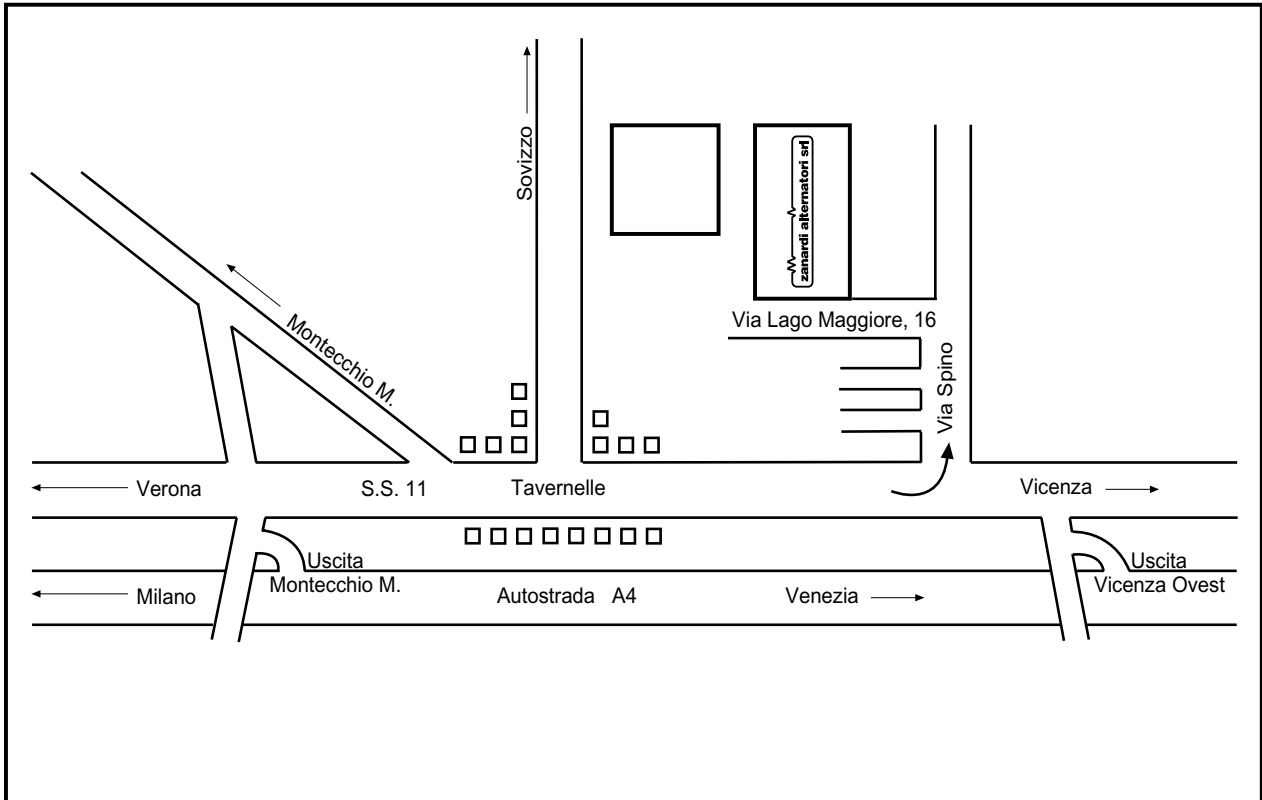 Sovizzo
zanardi alternatori srl
Via Lago Maggiore, 16
Montecchio M.
Via Spino
Verona
S.S. 11
Tavernelle
Vicenza
Uscita
Montecchio M.
Uscita
Vicenza Ovest
Milano
Autostrada A4
Venezia